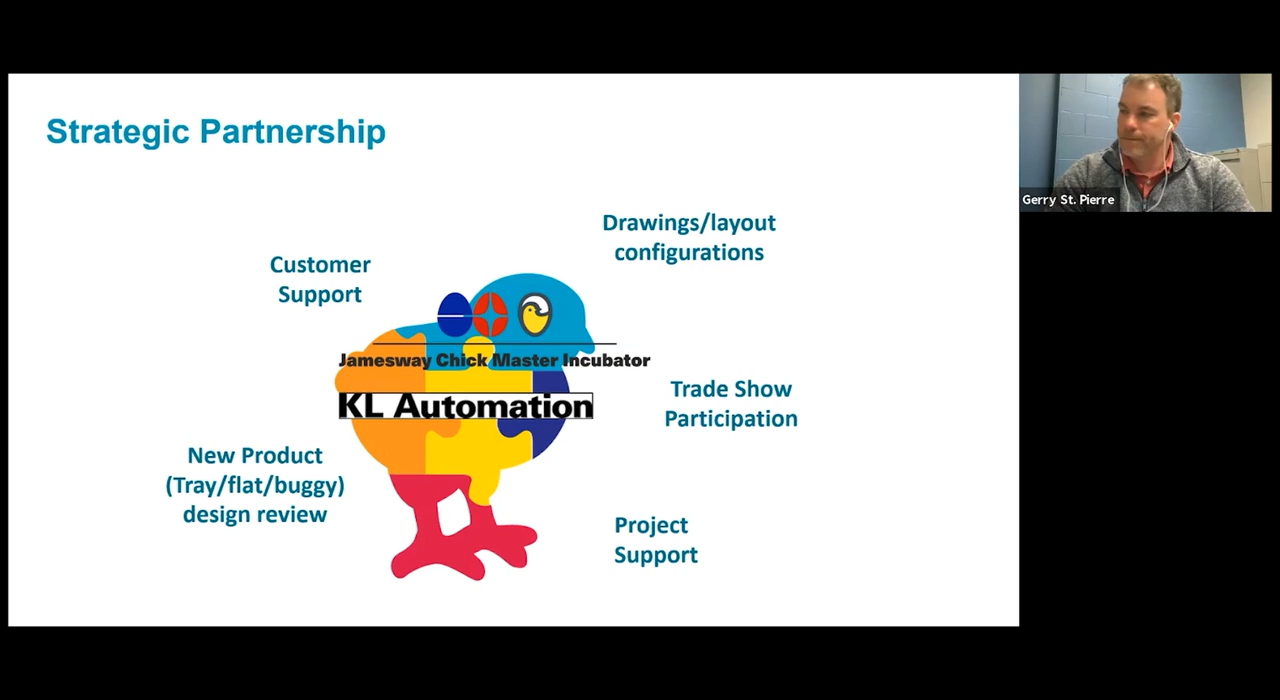 Strategic Partnership
Drawings/layout
configurations
Customer
Support
Jamesway Chick Master Incubator
KL Automation
Trade Show
Participation
New Product
(Tray/flat/buggy)
design review
Project
Support
Gerry St. Pierre